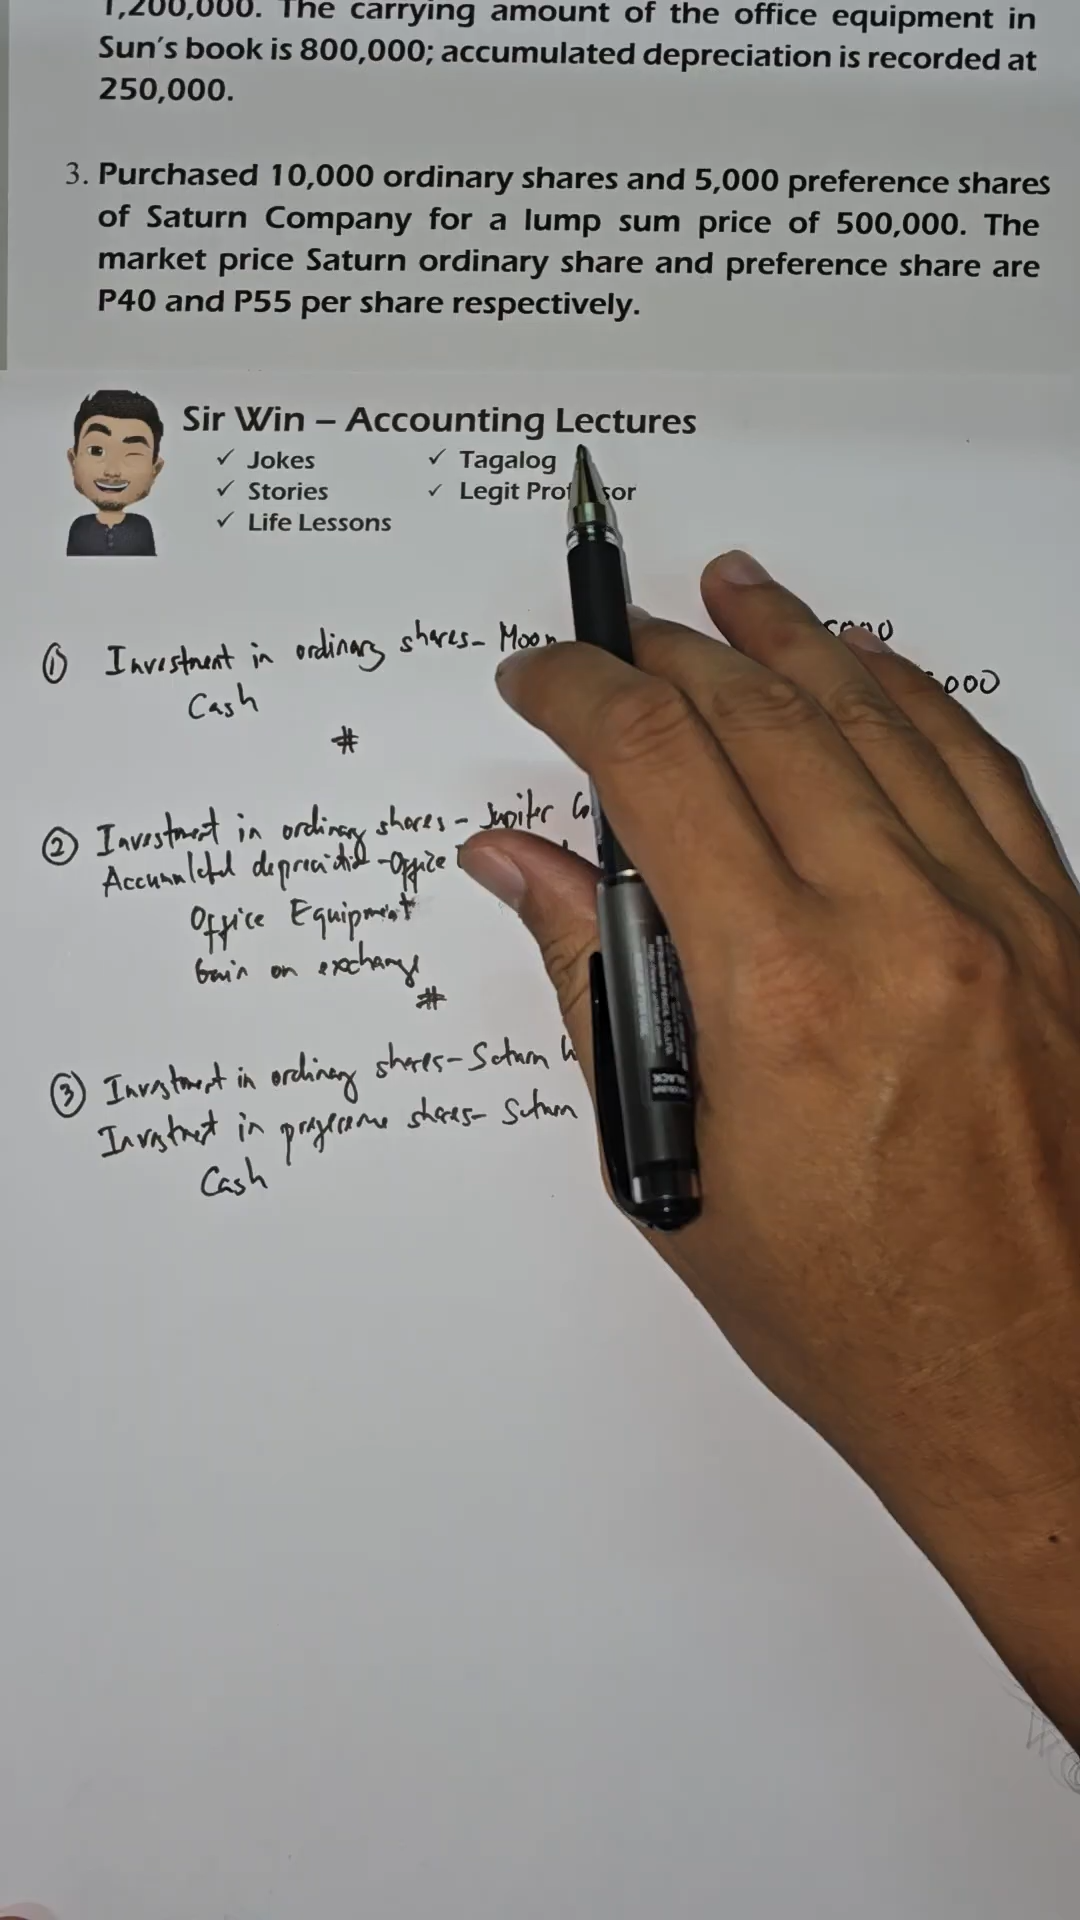 1,200,000. The carrying amount of the office equipment in
Sun's book is 800,000; accumulated depreciation is recorded at
250,000.
3. Purchased 10,000 ordinary shares and 5,000 preference shares
of Saturn Company for a lump sum price of 500,000. The
market price Saturn ordinary share and preference share are
P40 and P55 per share respectively.
Sir Win – Accounting Lectures
✓ Jokes ✓ Tagalog
✓ Stories ✓ Legit Prof sor
✓ Life Lessons
① Investment in ordinary shares- Moon
Cash 000
#
② Investment in ordinary shares - Jupiter Co
Accumulated depreciation - Office
Office Equipment
Gain on exchange
#
③ Investment in ordinary shares - Saturn
Investment in preference shares- Saturn
Cash
BLACK